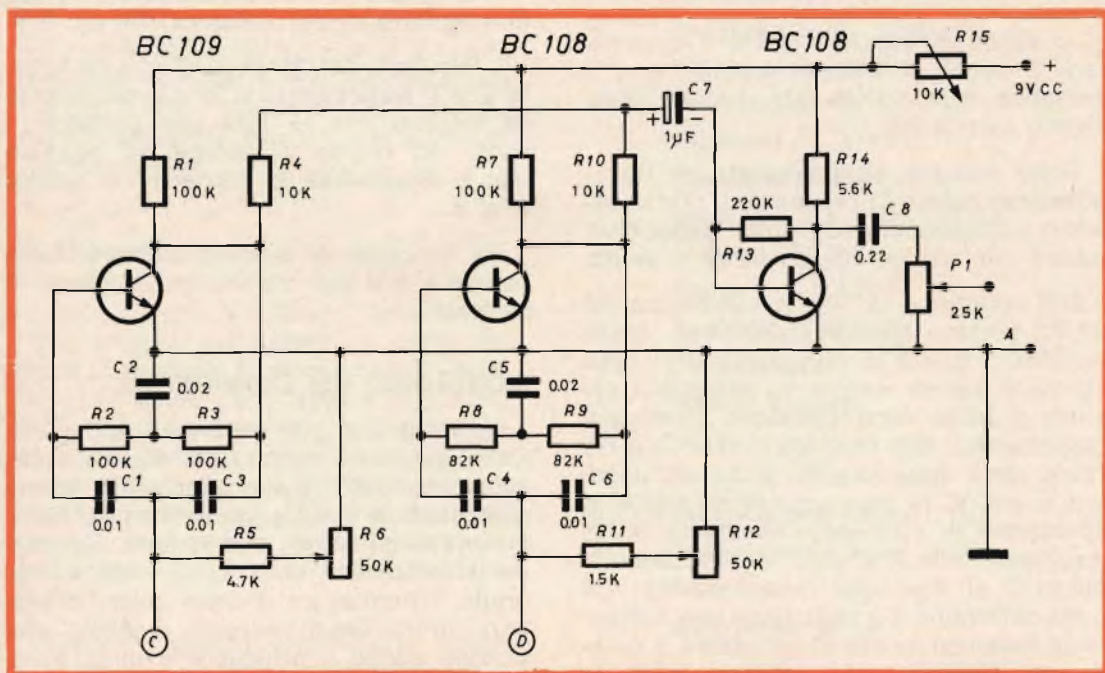 BC109
BC108
BC108
R15
10K
+
9VCC
C7
+
-
1µF
R1
100K
R4
10K
R7
100K
R10
10K
R14
5.6K
220K
R13
C8
0.22
P1
25K
A
C2
0.02
R2
100K
R3
100K
C1
0.01
C3
0.01
R5
4.7K
R6
50K
C5
0.02
R8
82K
R9
82K
C4
0.01
C6
0.01
R11
1.5K
R12
50K
C
D